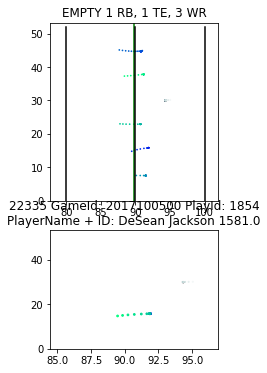 EMPTY 1 RB, 1 TE, 3 WR
50
40
30
20
10
0
80 85 90 95 100
22335 GameId: 2017100500 PlayId: 1854
PlayerName + ID: DeSean Jackson 1581.0
40
20
0
85.0 87.5 90.0 92.5 95.0